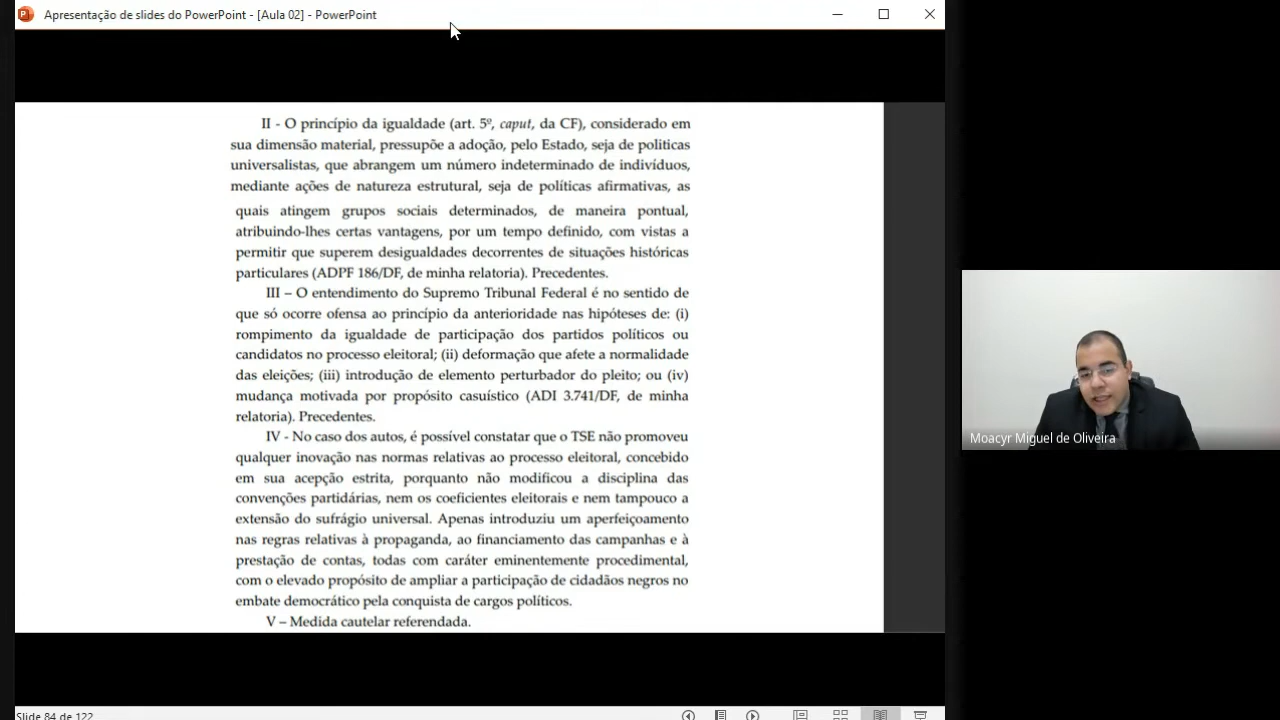 Apresentação de slides do PowerPoint - [Aula 02] - PowerPoint
II - O princípio da igualdade (art. 5º, caput, da CF), considerado em
sua dimensão material, pressupõe a adoção, pelo Estado, seja de politicas
universalistas, que abrangem um número indeterminado de indivíduos,
mediante ações de natureza estrutural, seja de políticas afirmativas, as
quais atingem grupos sociais determinados, de maneira pontual,
atribuindo-lhes certas vantagens, por um tempo definido, com vistas a
permitir que superem desigualdades decorrentes de situações históricas
particulares (ADPF 186/DF, de minha relatoria). Precedentes.
III – O entendimento do Supremo Tribunal Federal é no sentido de
que só ocorre ofensa ao princípio da anterioridade nas hipóteses de: (i)
rompimento da igualdade de participação dos partidos políticos ou
candidatos no processo eleitoral; (ii) deformação que afete a normalidade
das eleições; (iii) introdução de elemento perturbador do pleito; ou (iv)
mudança motivada por propósito casuístico (ADI 3.741/DF, de minha
relatoria). Precedentes.
IV - No caso dos autos, é possível constatar que o TSE não promoveu
qualquer inovação nas normas relativas ao processo eleitoral, concebido
em sua acepção estrita, porquanto não modificou a disciplina das
convenções partidárias, nem os coeficientes eleitorais e nem tampouco a
extensão do sufrágio universal. Apenas introduziu um aperfeiçoamento
nas regras relativas à propaganda, ao financiamento das campanhas e à
prestação de contas, todas com caráter eminentemente procedimental,
com o elevado propósito de ampliar a participação de cidadãos negros no
embate democrático pela conquista de cargos políticos.
V – Medida cautelar referendada.
Moacyr Miguel de Oliveira
Slide 84 de 122